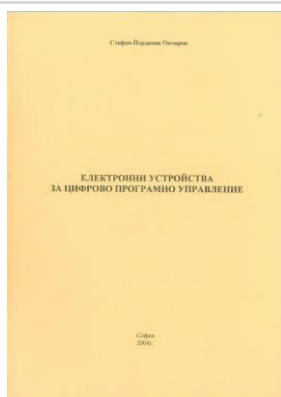 Стефан Йорданов Овчаров
ЕЛЕКТРОННИ УСТРОЙСТВА
ЗА ЦИФРОВО ПРОГРАМНО УПРАВЛЕНИЕ
София
2004г.